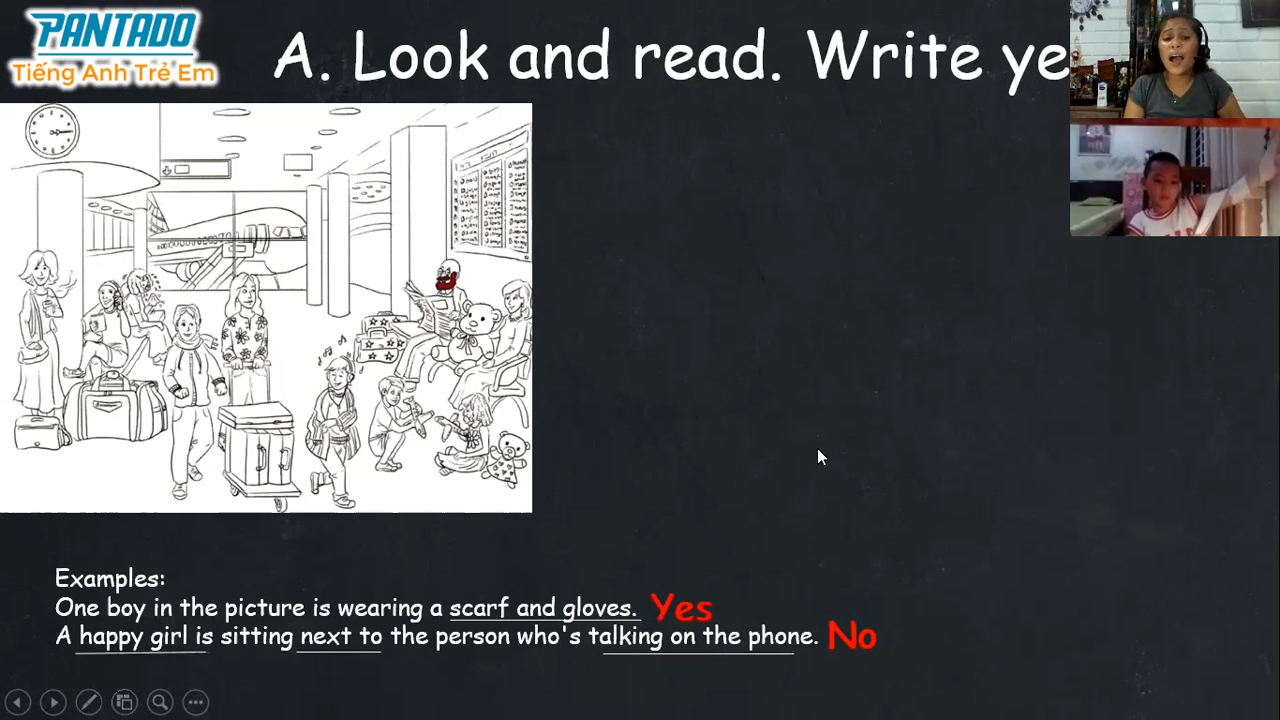 PANTADO
Tiếng Anh Trẻ Em
A. Look and read. Write ye
Examples:
One boy in the picture is wearing a scarf and gloves. Yes
A happy girl is sitting next to the person who's talking on the phone. No